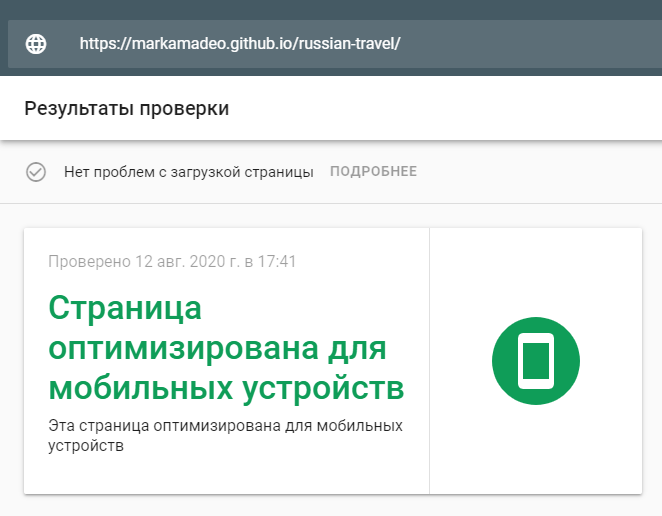 https://markamadeo.github.io/russian-travel/
Результаты проверки
Нет проблем с загрузкой страницы ПОДРОБНЕЕ
Проверено 12 авг. 2020 г. в 17:41
Страница
оптимизирована для
мобильных устройств
Эта страница оптимизирована для мобильных
устройств